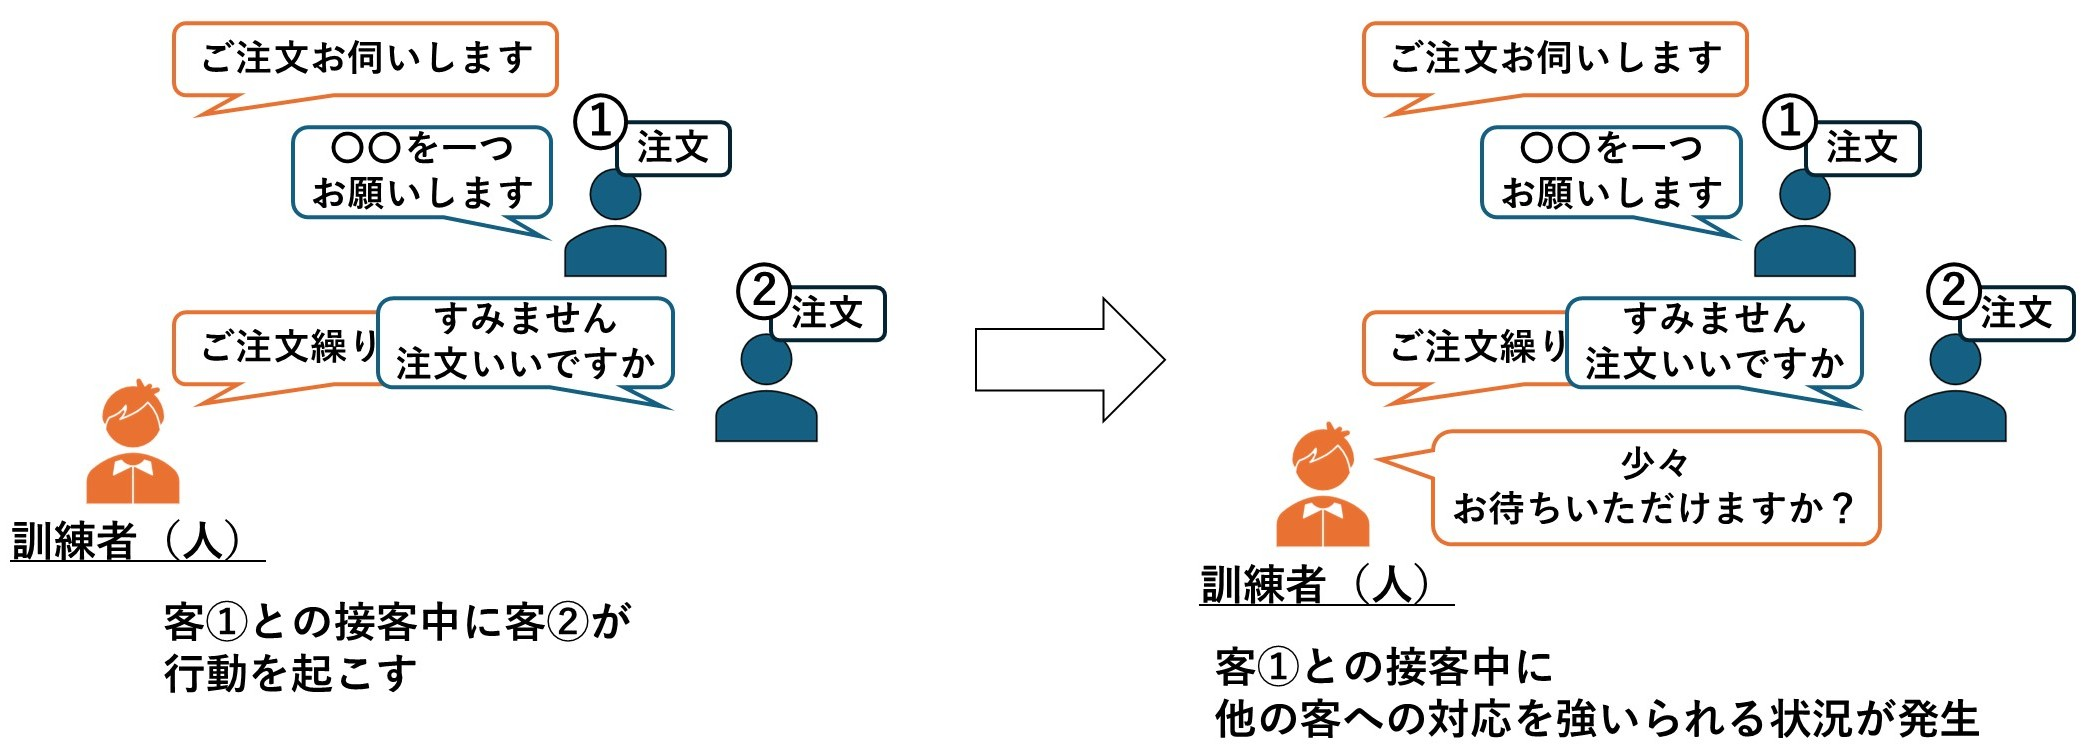 ご注文お伺いします
①
注文
〇〇を一つ
お願いします
②
注文
すみません
注文いいですか
ご注文繰り
訓練者（人）
客①との接客中に客②が
行動を起こす
ご注文お伺いします
①
注文
〇〇を一つ
お願いします
②
注文
すみません
注文いいですか
ご注文繰り
少々
お待ちいただけますか？
訓練者（人）
客①との接客中に
他の客への対応を強いられる状況が発生